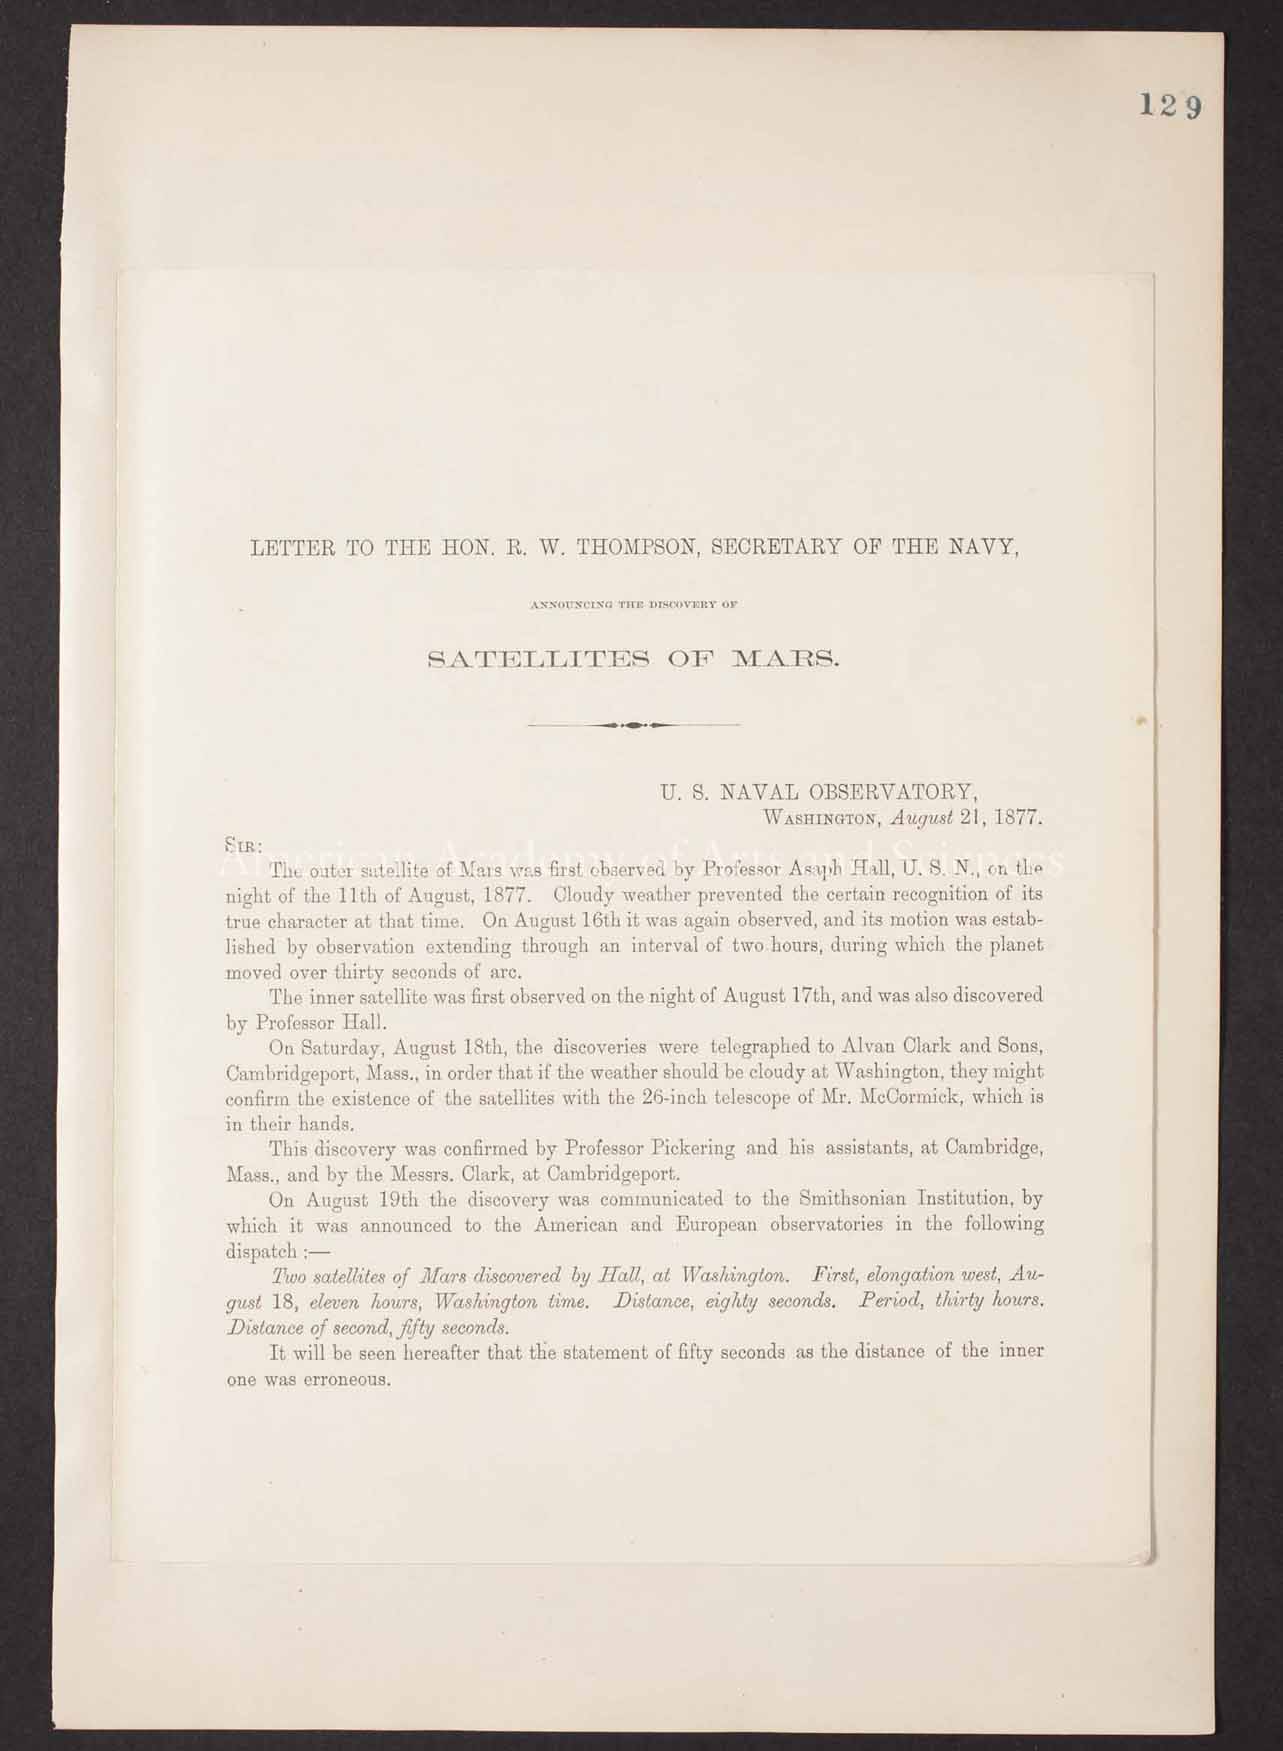 129
LETTER TO THE HON. R. W. THOMPSON, SECRETARY OF THE NAVY,
ANNOUNCING THE DISCOVERY OF
SATELLITES OF MARS.
U. S. NAVAL OBSERVATORY,
WASHINGTON, August 21, 1877.
SIR:
American Academy of Arts and Sciences
The outer satellite of Mars was first observed by Professor Asaph Hall, U. S. N., on the
night of the 11th of August, 1877. Cloudy weather prevented the certain recognition of its
true character at that time. On August 16th it was again observed, and its motion was estab-
lished by observation extending through an interval of two hours, during which the planet
moved over thirty seconds of arc.
The inner satellite was first observed on the night of August 17th, and was also discovered
by Professor Hall.
On Saturday, August 18th, the discoveries were telegraphed to Alvan Clark and Sons,
Cambridgeport, Mass., in order that if the weather should be cloudy at Washington, they might
confirm the existence of the satellites with the 26-inch telescope of Mr. McCormick, which is
in their hands.
This discovery was confirmed by Professor Pickering and his assistants, at Cambridge,
Mass., and by the Messrs. Clark, at Cambridgeport.
On August 19th the discovery was communicated to the Smithsonian Institution, by
which it was announced to the American and European observatories in the following
dispatch :—
Two satellites of Mars discovered by Hall, at Washington. First, elongation west, Au-
gust 18, eleven hours, Washington time. Distance, eighty seconds. Period, thirty hours.
Distance of second, fifty seconds.
It will be seen hereafter that the statement of fifty seconds as the distance of the inner
one was erroneous.